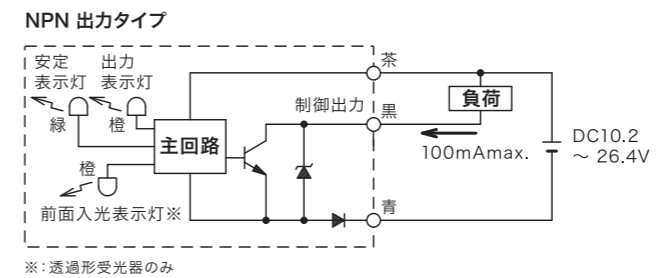 NPN 出力タイプ
安定
表示灯
出力
表示灯
緑
橙
橙
前面入光表示灯※
主回路
制御出力
茶
黒
青
負荷
100mAmax.
DC10.2
～ 26.4V
※：透過形受光器のみ